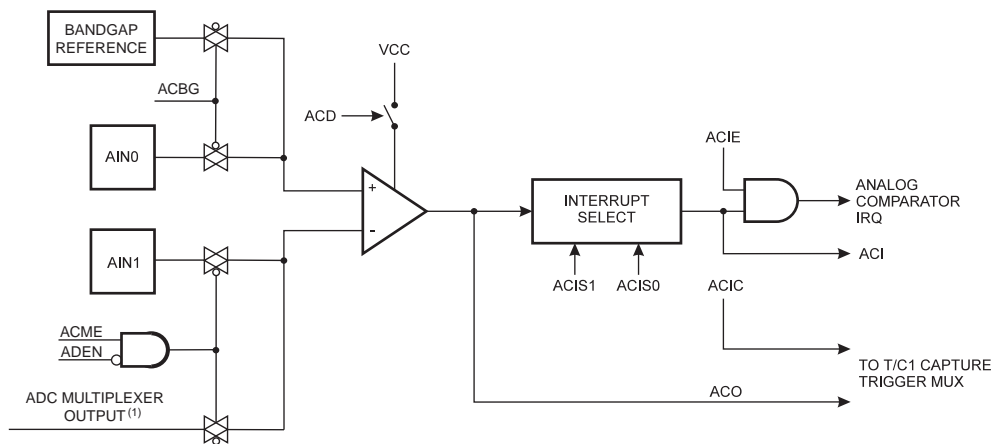 BANDGAP
REFERENCE
ACBG
AIN0
AIN1
ACME
ADEN
ADC MULTIPLEXER
OUTPUT (1)
VCC
ACD
+
-
INTERRUPT
SELECT
ACIS1
ACIS0
ACIE
ANALOG
COMPARATOR
IRQ
ACI
ACIC
TO T/C1 CAPTURE
TRIGGER MUX
ACO